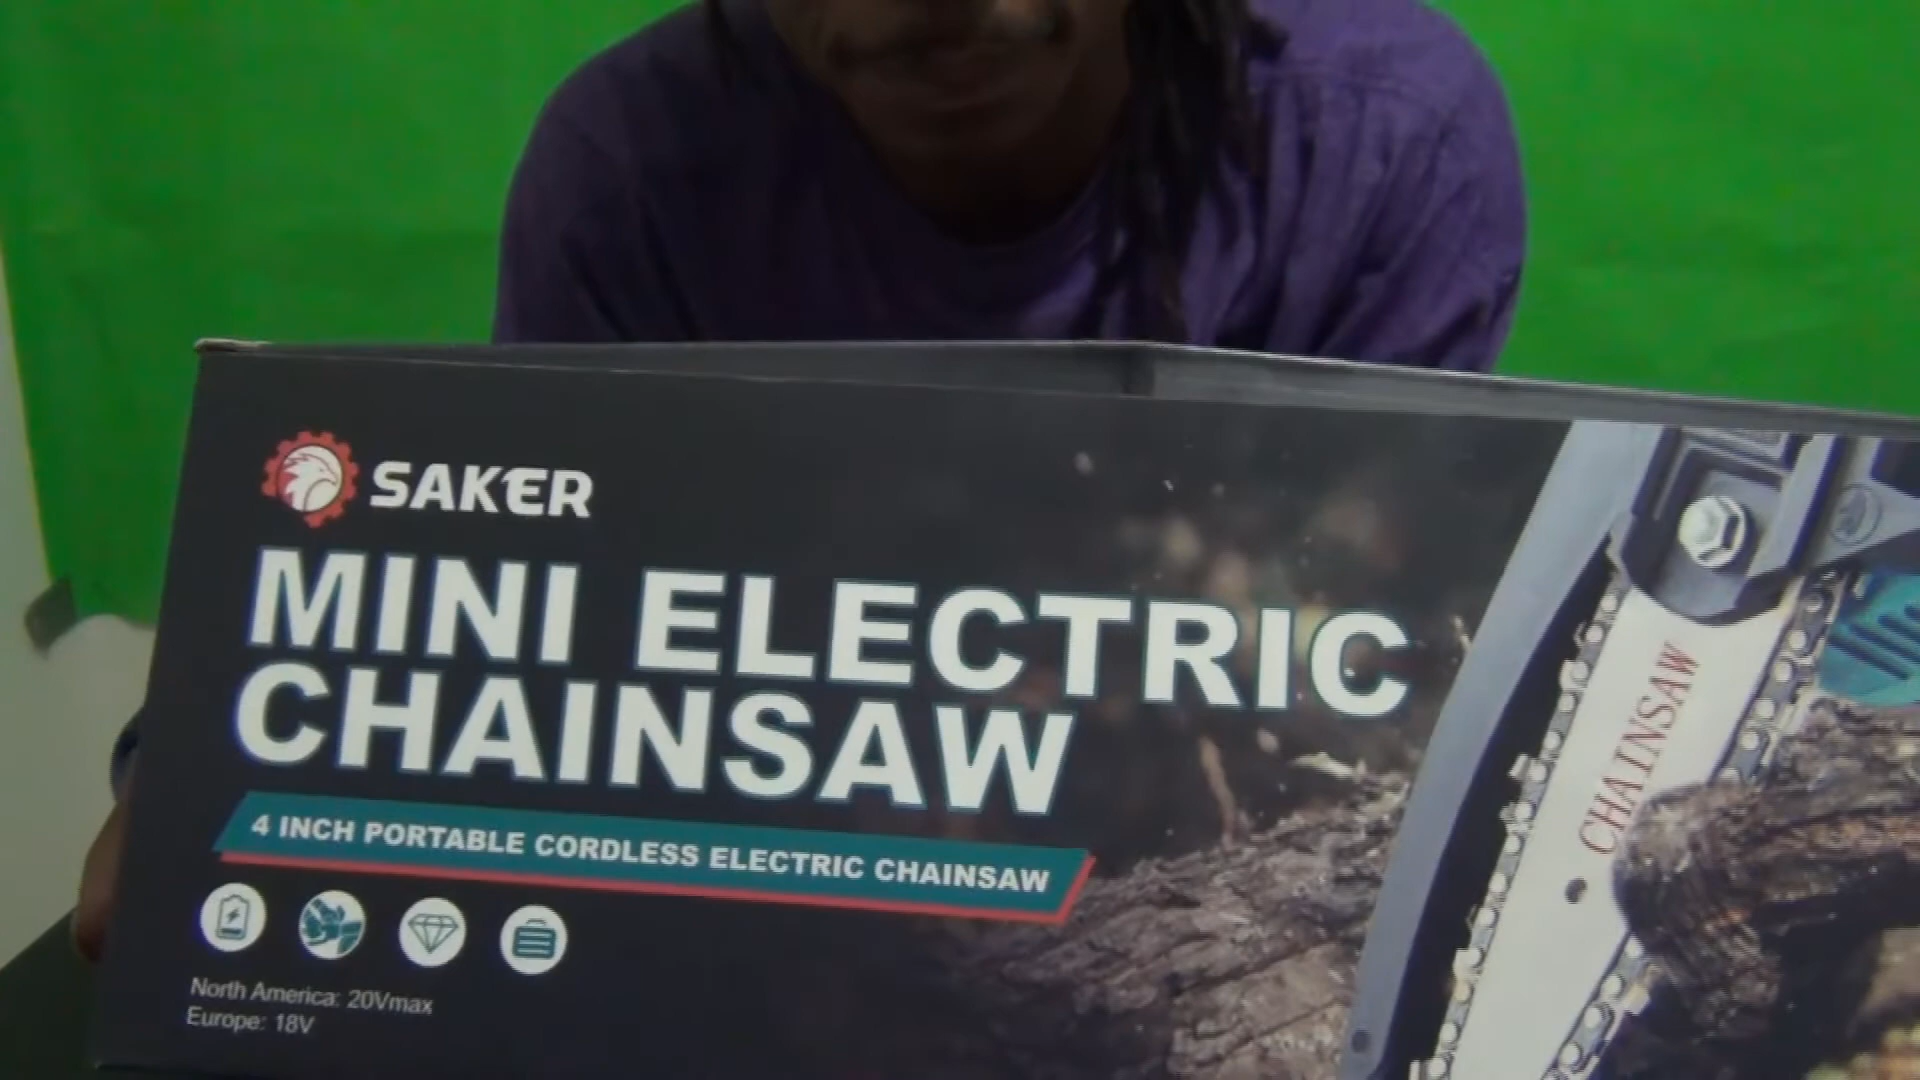 SAKER
MINI ELECTRIC
CHAINSAW
4 INCH PORTABLE CORDLESS ELECTRIC CHAINSAW
North America: 20Vmax
Europe: 18V
CHAINSAW